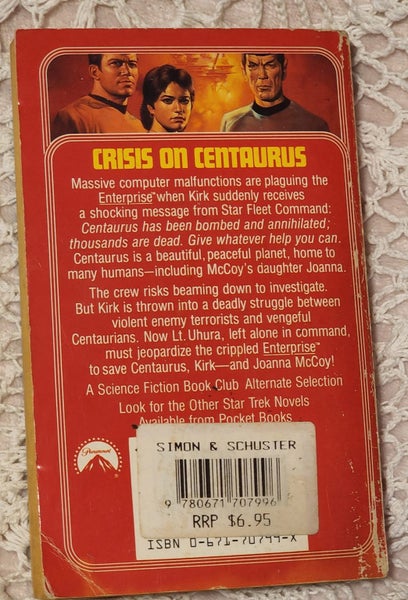 CRISIS ON CENTAURUS
Massive computer malfunctions are plaguing the
Enterprise™ when Kirk suddenly receives
a shocking message from Star Fleet Command:
Centaurus has been bombed and annihilated;
thousands are dead. Give whatever help you can.
Centaurus is a beautiful, peaceful planet, home to
many humans—including McCoy's daughter Joanna.
The crew risks beaming down to investigate.
But Kirk is thrown into a deadly struggle between
violent enemy terrorists and vengeful
Centaurians. Now Lt. Uhura, left alone in command,
must jeopardize the crippled Enterprise™
to save Centaurus, Kirk—and Joanna McCoy!
A Science Fiction Book Club Alternate Selection
Look for the Other Star Trek Novels
Available from Pocket Books
Paramount
SIMON & SCHUSTER
9 780671 707996
RRP $6.95
ISBN 0-671-70799-X